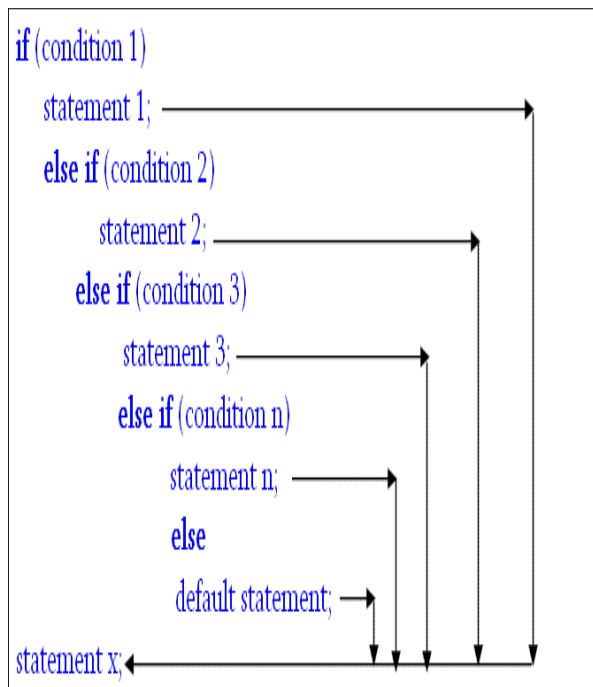 if (condition 1)
statement 1;
else if (condition 2)
statement 2;
else if (condition 3)
statement 3;
else if (condition n)
statement n;
else
default statement;
statement x;